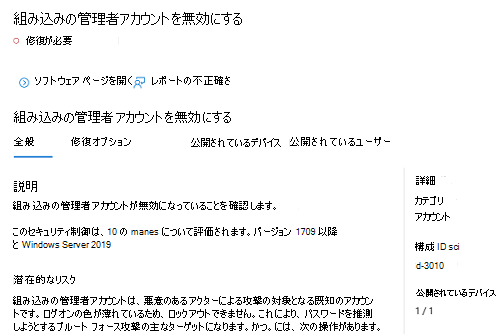 組み込みの管理者アカウントを無効にする
修復が必要
ソフトウェア ページを開く レポートの不正確さ
組み込みの管理者アカウントを無効にする
全般 修復オプション 公開されているデバイス 公開されているユーザー
説明
組み込みの管理者アカウントが無効になっていることを確認します。
このセキュリティ制御は、10 の manes について評価されます。バージョン 1709 以降
と Windows Server 2019
潜在的なリスク
組み込みの管理者アカウントは、悪意のあるアクターによる攻撃の対象となる既知のアカウン
トです。ログオンの色が薄れているため、ロックアウトできません。これにより、パスワードを推測
しようとするブルート フォース攻撃の主なターゲットになります。かつ。には、次の操作があります。
詳細
カテゴリ
アカウント
構成 ID sci
d-3010
公開されているデバイス
1 / 1